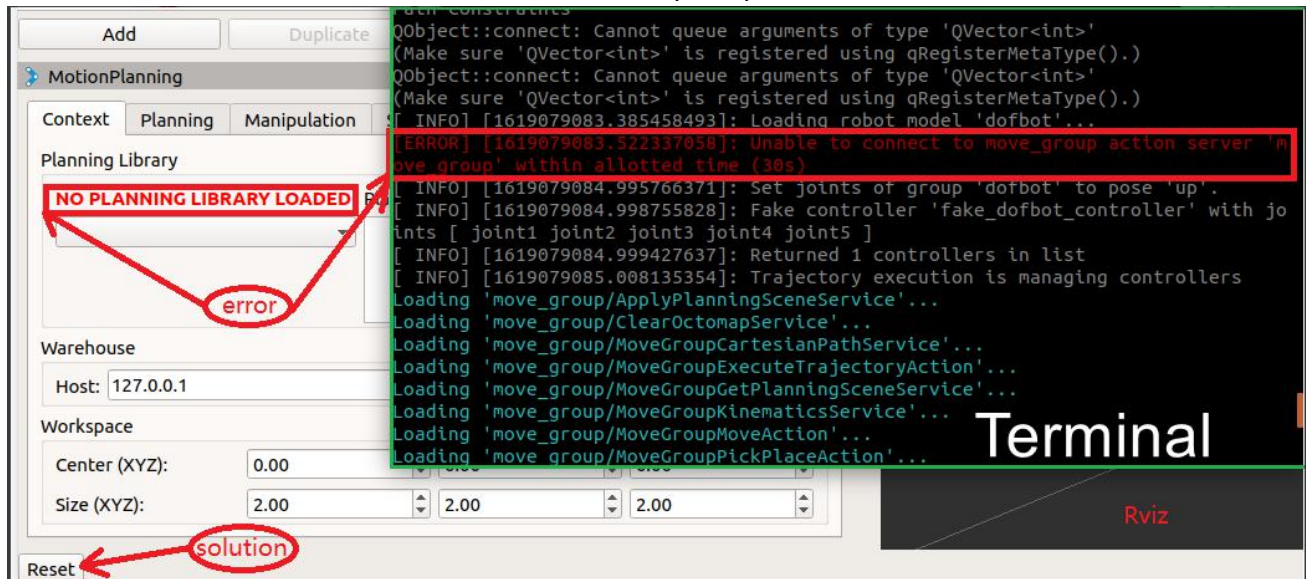 Add
Duplicate
MotionPlanning
Context
Planning
Manipulation
Planning Library
NO PLANNING LIBRARY LOADED
error
Warehouse
Host:
127.0.0.1
Workspace
Center (XYZ):
0.00
Size (XYZ):
2.00
2.00
2.00
solution
Reset
Path Constraints
QObject::connect: Cannot queue arguments of type 'QVector<int>'
(Make sure 'QVector<int>' is registered using qRegisterMetaType().)
QObject::connect: Cannot queue arguments of type 'QVector<int>'
(Make sure 'QVector<int>' is registered using qRegisterMetaType().)
[ INFO] [1619079083.385458493]: Loading robot model 'dofbot'...
[ERROR] [1619079083.522337058]: Unable to connect to move_group action server 'm
ove_group' within allotted time (30s)
[ INFO] [1619079084.995766371]: Set joints of group 'dofbot' to pose 'up'.
[ INFO] [1619079084.998755828]: Fake controller 'fake_dofbot_controller' with jo
ints [ joint1 joint2 joint3 joint4 joint5 ]
[ INFO] [1619079084.999427637]: Returned 1 controllers in list
[ INFO] [1619079085.008135354]: Trajectory execution is managing controllers
Loading 'move_group/ApplyPlanningSceneService'...
Loading 'move_group/ClearOctomapService'...
Loading 'move_group/MoveGroupCartesianPathService'...
Loading 'move_group/MoveGroupExecuteTrajectoryAction'...
Loading 'move_group/MoveGroupGetPlanningSceneService'...
Loading 'move_group/MoveGroupKinematicsService'...
Loading 'move_group/MoveGroupMoveAction'...
Loading 'move_group/MoveGroupPickPlaceAction'...
Terminal
Rviz